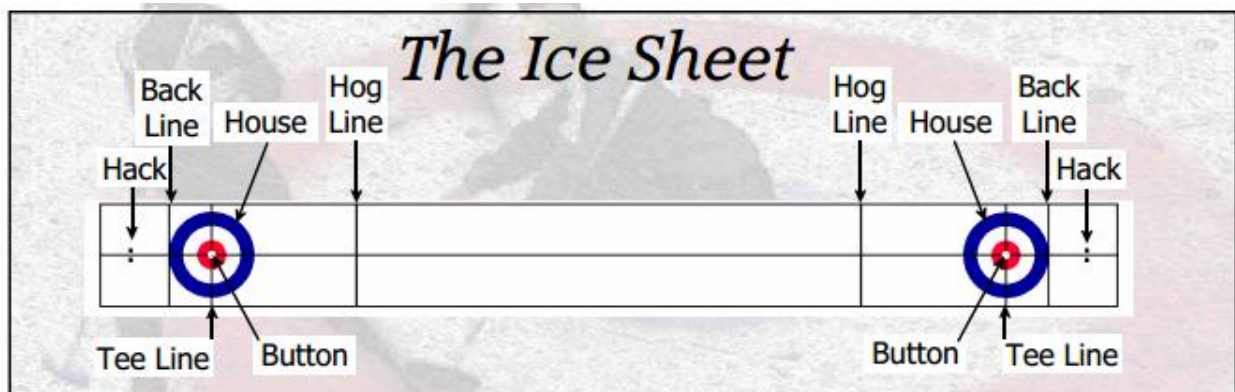 The Ice Sheet
Back
Line
House
Hog
Line
Hack
Hog
Line
House
Back
Line
Hack
Tee Line
Button
Button
Tee Line